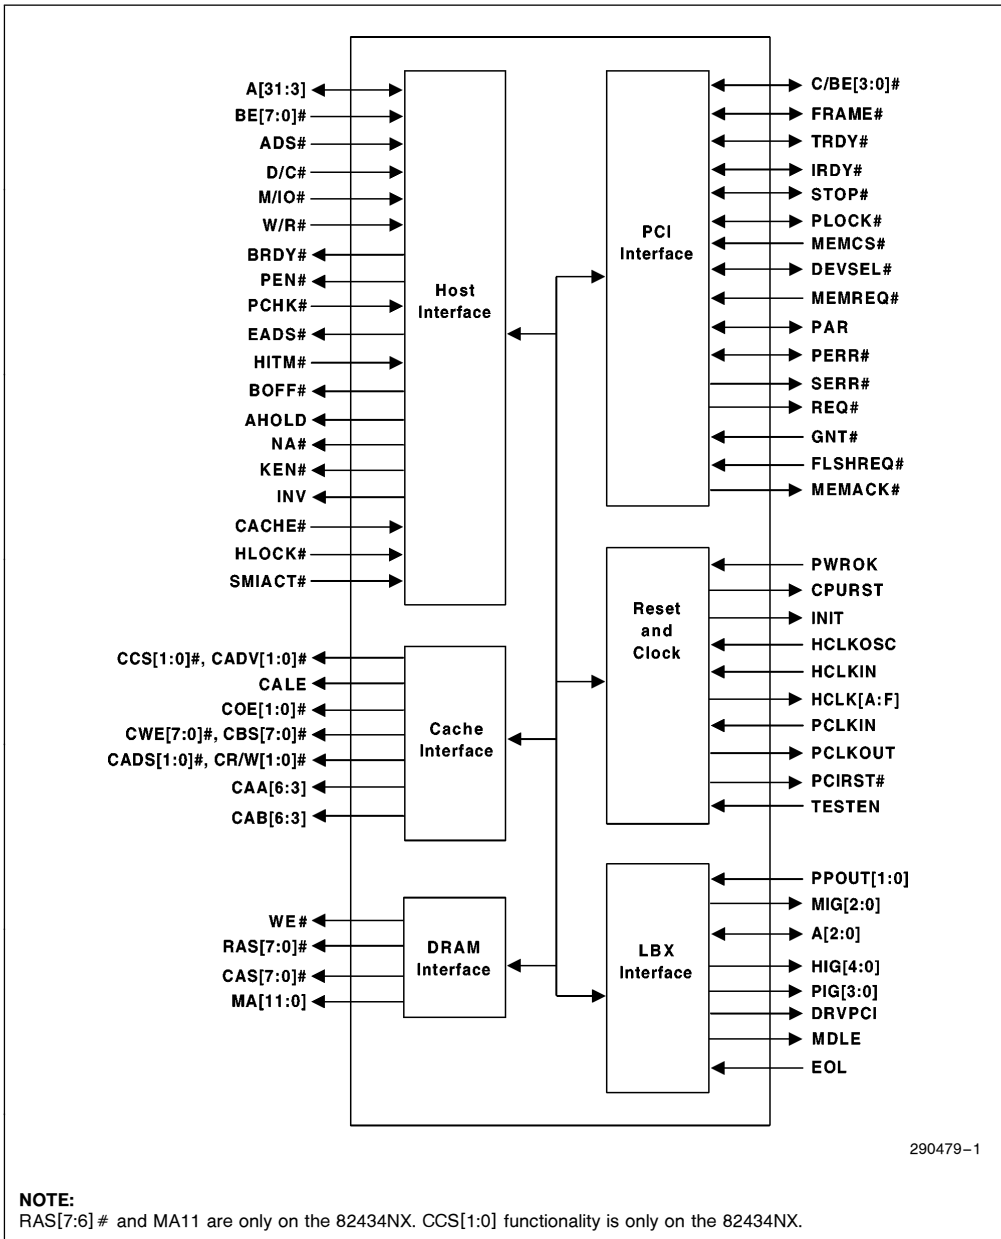 A[31:3]
BE[7:0]#
ADS#
D/C#
M/IO#
W/R#
BRDY#
PEN#
PCHK#
EADS#
HITM#
BOFF#
AHOLD
NA#
KEN#
INV
CACHE#
HLOCK#
SMIACT#
Host
Interface
CCS[1:0]#, CADV[1:0]#
CALE
COE[1:0]#
CWE[7:0]#, CBS[7:0]#
CADS[1:0]#, CR/W[1:0]#
CAA[6:3]
CAB[6:3]
Cache
Interface
WE#
RAS[7:0]#
CAS[7:0]#
MA[11:0]
DRAM
Interface
PCI
Interface
C/BE[3:0]#
FRAME#
TRDY#
IRDY#
STOP#
PLOCK#
MEMCS#
DEVSEL#
MEMREQ#
PAR
PERR#
SERR#
REQ#
GNT#
FLSHREQ#
MEMACK#
Reset
and
Clock
PWROK
CPURST
INIT
HCLKOSC
HCLKIN
HCLK[A:F]
PCLKIN
PCLKOUT
PCIRST#
TESTEN
LBX
Interface
PPOUT[1:0]
MIG[2:0]
A[2:0]
HIG[4:0]
PIG[3:0]
DRVPCI
MDLE
EOL
290479–1
NOTE:
RAS[7:6]# and MA11 are only on the 82434NX. CCS[1:0] functionality is only on the 82434NX.